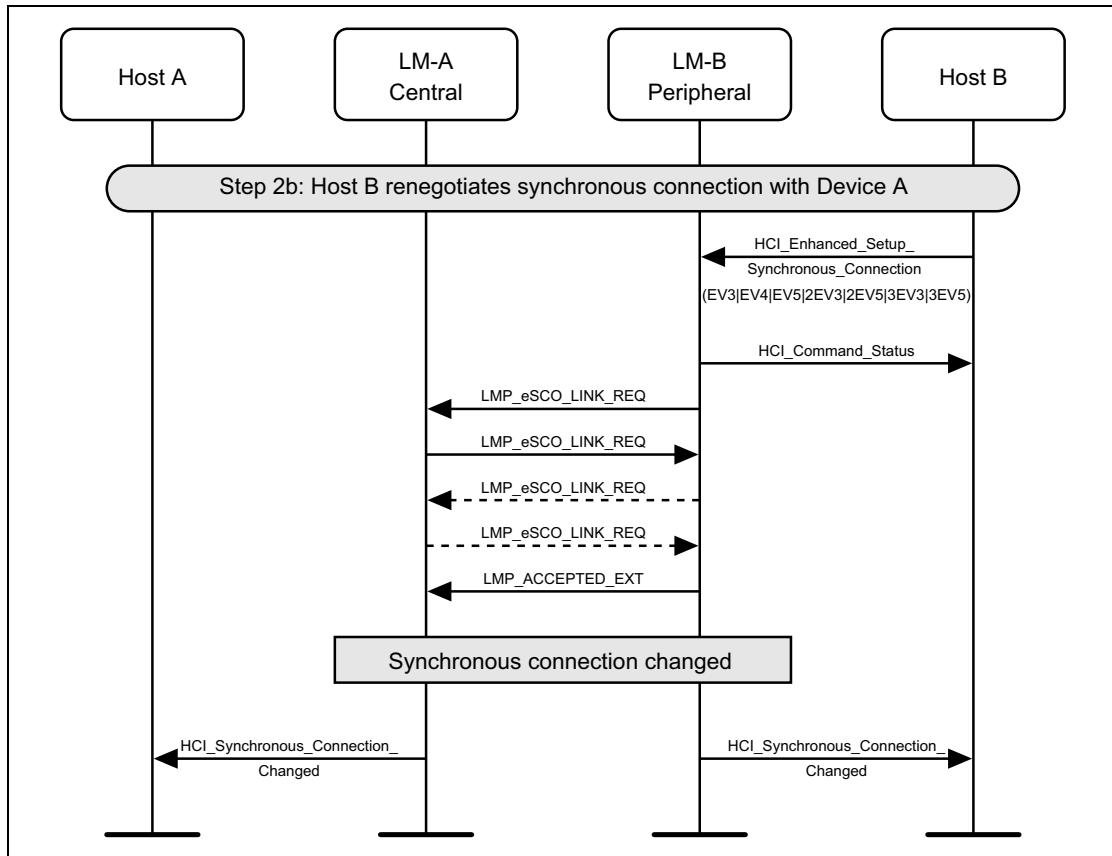 Host A
LM-A
Central
LM-B
Peripheral
Host B
Step 2b: Host B renegotiates synchronous connection with Device A
HCI_Enhanced_Setup_
Synchronous_Connection
(EV3|EV4|EV5|2EV3|2EV5|3EV3|3EV5)
HCI_Command_Status
LMP_eSCO_LINK_REQ
LMP_eSCO_LINK_REQ
LMP_eSCO_LINK_REQ
LMP_eSCO_LINK_REQ
LMP_ACCEPTED_EXT
Synchronous connection changed
HCI_Synchronous_Connection_
Changed
HCI_Synchronous_Connection_
Changed